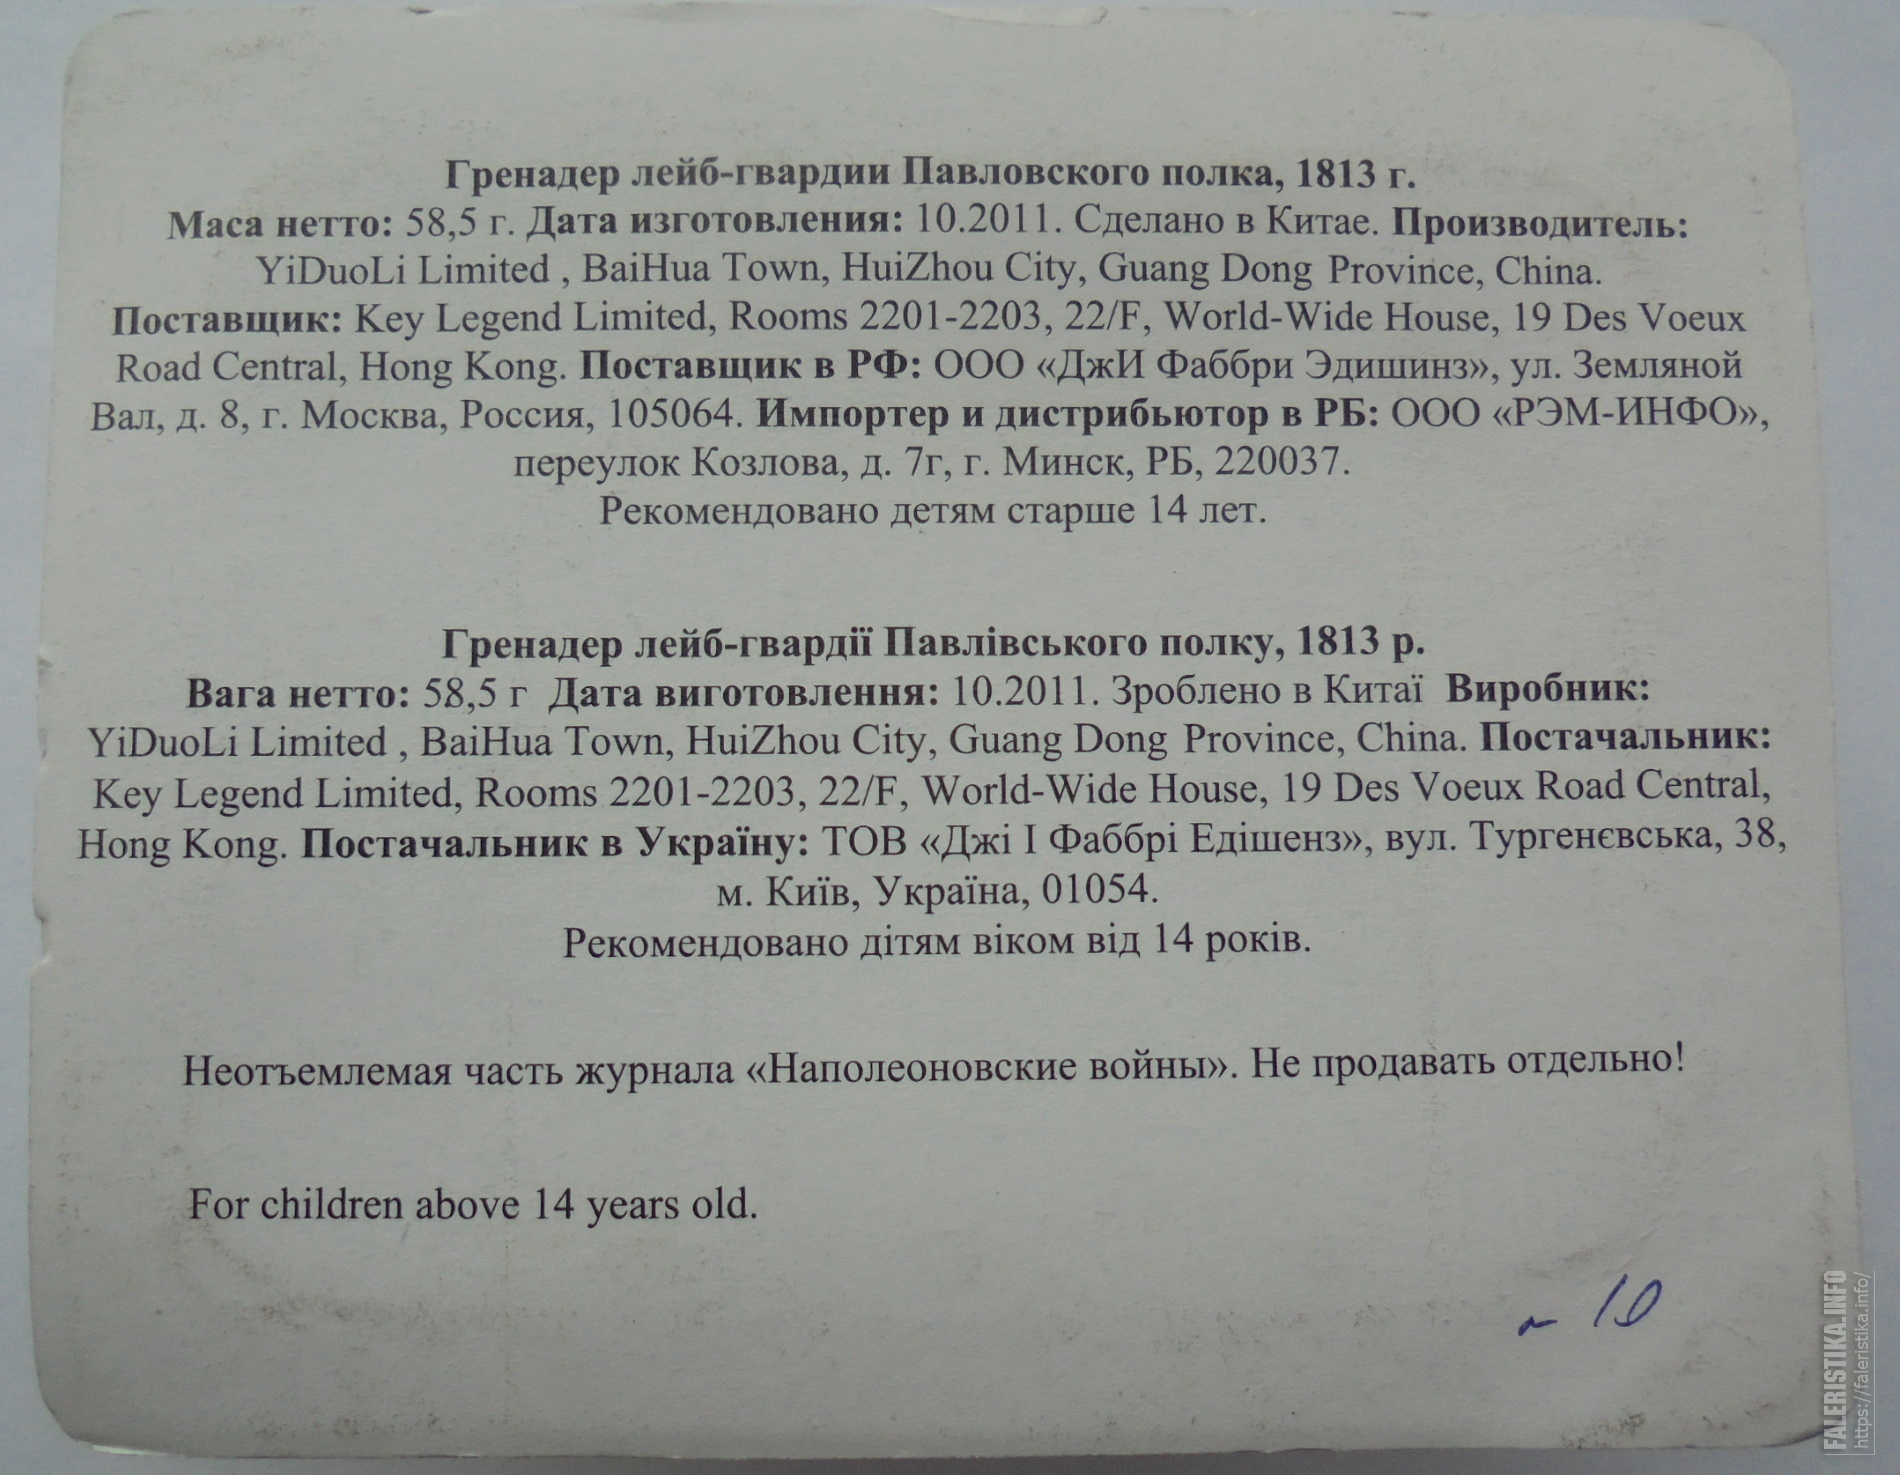 Гренадер лейб-гвардии Павловского полка, 1813 г.
Маса нетто: 58,5 г. Дата изготовления: 10.2011. Сделано в Китае. Производитель:
YiDuoLi Limited , BaiHua Town, HuiZhou City, Guang Dong Province, China.
Поставщик: Key Legend Limited, Rooms 2201-2203, 22/F, World-Wide House, 19 Des Voeux
Road Central, Hong Kong. Поставщик в РФ: ООО «ДжИ Фаббри Эдишинз», ул. Земляной
Вал, д. 8, г. Москва, Россия, 105064. Импортер и дистрибьютор в РБ: ООО «РЭМ-ИНФО»,
переулок Козлова, д. 7г, г. Минск, РБ, 220037.
Рекомендовано детям старше 14 лет.
Гренадер лейб-гвардії Павлівського полку, 1813 р.
Вага нетто: 58,5 г Дата виготовлення: 10.2011. Зроблено в Китаї Виробник:
YiDuoLi Limited , BaiHua Town, HuiZhou City, Guang Dong Province, China. Постачальник:
Key Legend Limited, Rooms 2201-2203, 22/F, World-Wide House, 19 Des Voeux Road Central,
Hong Kong. Постачальник в Україну: ТОВ «Джі І Фаббрі Едішенз», вул. Тургенєвська, 38,
м. Київ, Україна, 01054.
Рекомендовано дітям віком від 14 років.
Неотъемлемая часть журнала «Наполеоновские войны». Не продавать отдельно!
For children above 14 years old.
~ 10
FALERISTIKA.INFO
https://faleristika.info/